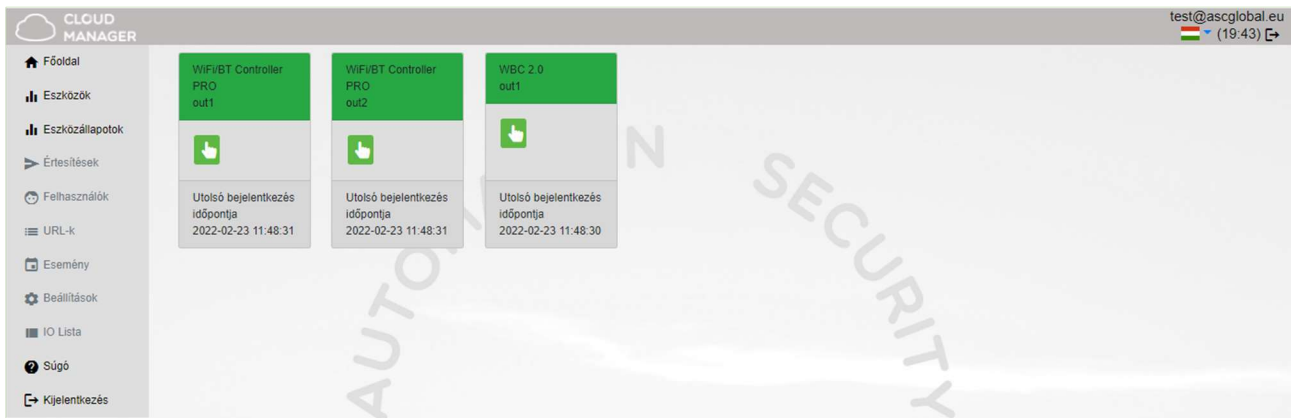 CLOUD
MANAGER
test@ascglobal.eu
(19:43)
Főoldal
Eszközök
Eszközállapotok
Értesítések
Felhasználók
URL-k
Esemény
Beállítások
IO Lista
Súgó
Kijelentkezés
WiFi/BT Controller
PRO
out1
Utolsó bejelentkezés
időpontja
2022-02-23 11:48:31
WiFi/BT Controller
PRO
out2
Utolsó bejelentkezés
időpontja
2022-02-23 11:48:31
WBC 2.0
out1
Utolsó bejelentkezés
időpontja
2022-02-23 11:48:30
SECURITY